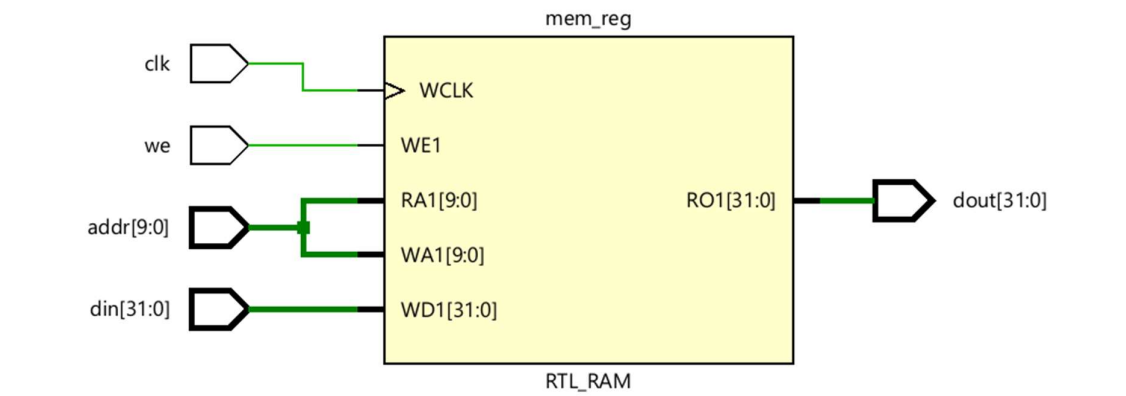 mem_reg
clk
WCLK
we
WE1
RA1[9:0]
RO1[31:0]
dout[31:0]
addr[9:0]
WA1[9:0]
din[31:0]
WD1[31:0]
RTL_RAM